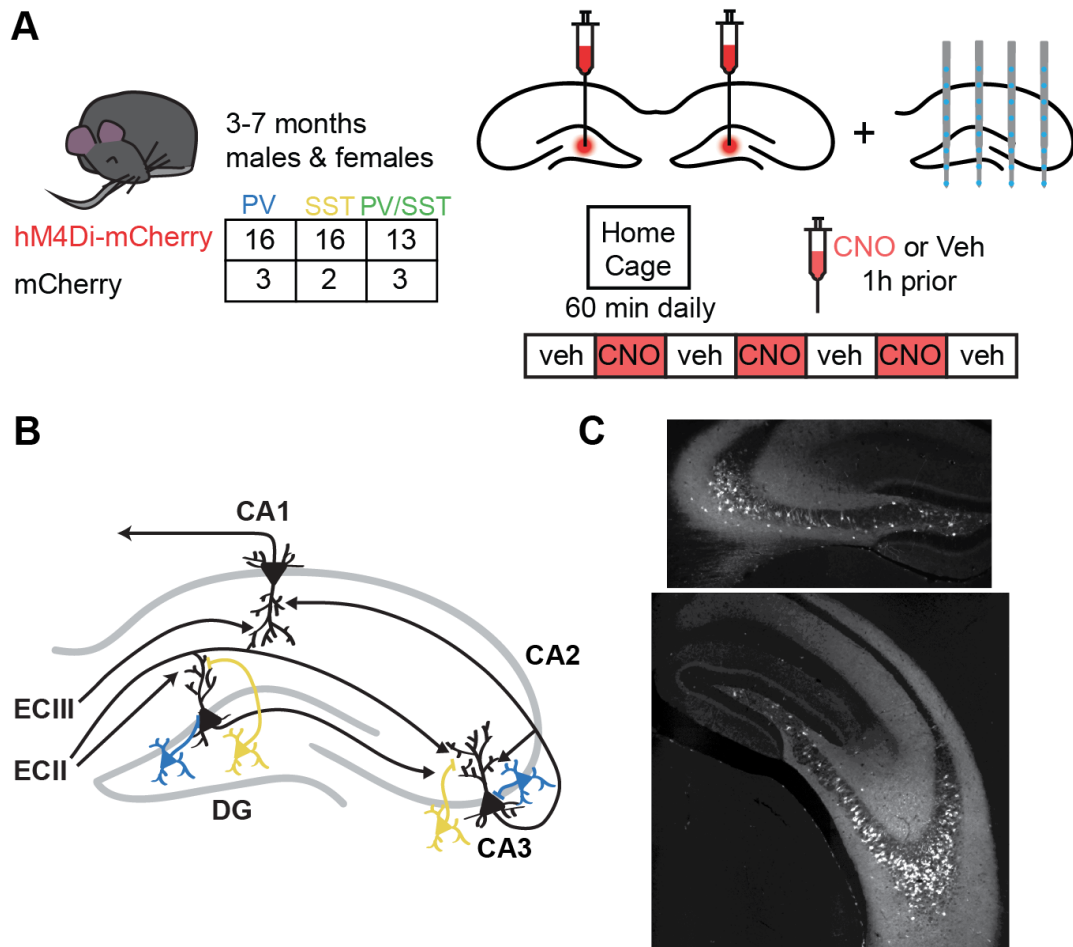 A
3-7 months
males & females
PV SST PV/SST
hM4Di-mCherry 16 16 13
mCherry 3 2 3
+
Home
Cage
60 min daily
CNO or Veh
1h prior
veh CNO veh CNO veh CNO veh
B
CA1
CA2
ECIII
ECII
DG
CA3
C